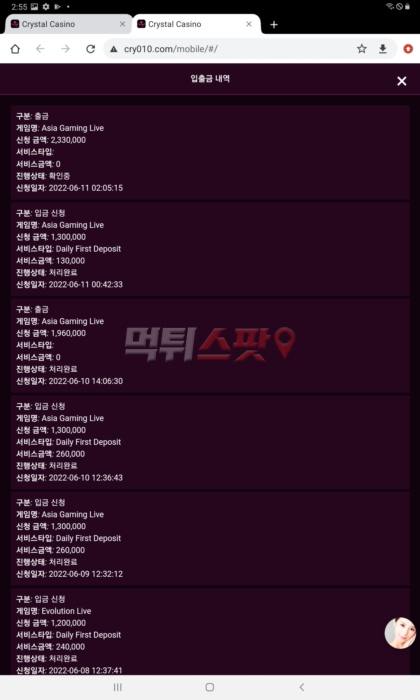 2:55
Crystal Casino
Crystal Casino
cry010.com/mobile/#/
입출금 내역
구분: 출금
게임명: Asia Gaming Live
신청 금액: 2,330,000
서비스타입:
서비스금액: 0
진행상태: 확인중
신청일자: 2022-06-11 02:05:15
구분: 입금 신청
게임명: Asia Gaming Live
신청 금액: 1,300,000
서비스타입: Daily First Deposit
서비스금액: 130,000
진행상태: 처리완료
신청일자: 2022-06-11 00:42:33
구분: 출금
게임명: Asia Gaming Live
신청 금액: 1,960,000
서비스타입:
서비스금액: 0
진행상태: 처리완료
신청일자: 2022-06-10 14:06:30
먹튀스팟
구분: 입금 신청
게임명: Asia Gaming Live
신청 금액: 1,300,000
서비스타입: Daily First Deposit
서비스금액: 260,000
진행상태: 처리완료
신청일자: 2022-06-10 12:36:43
구분: 입금 신청
게임명: Asia Gaming Live
신청 금액: 1,300,000
서비스타입: Daily First Deposit
서비스금액: 260,000
진행상태: 처리완료
신청일자: 2022-06-09 12:32:12
구분: 입금 신청
게임명: Evolution Live
신청 금액: 1,200,000
서비스타입: Daily First Deposit
서비스금액: 240,000
진행상태: 처리완료
신청일자: 2022-06-08 12:37:41